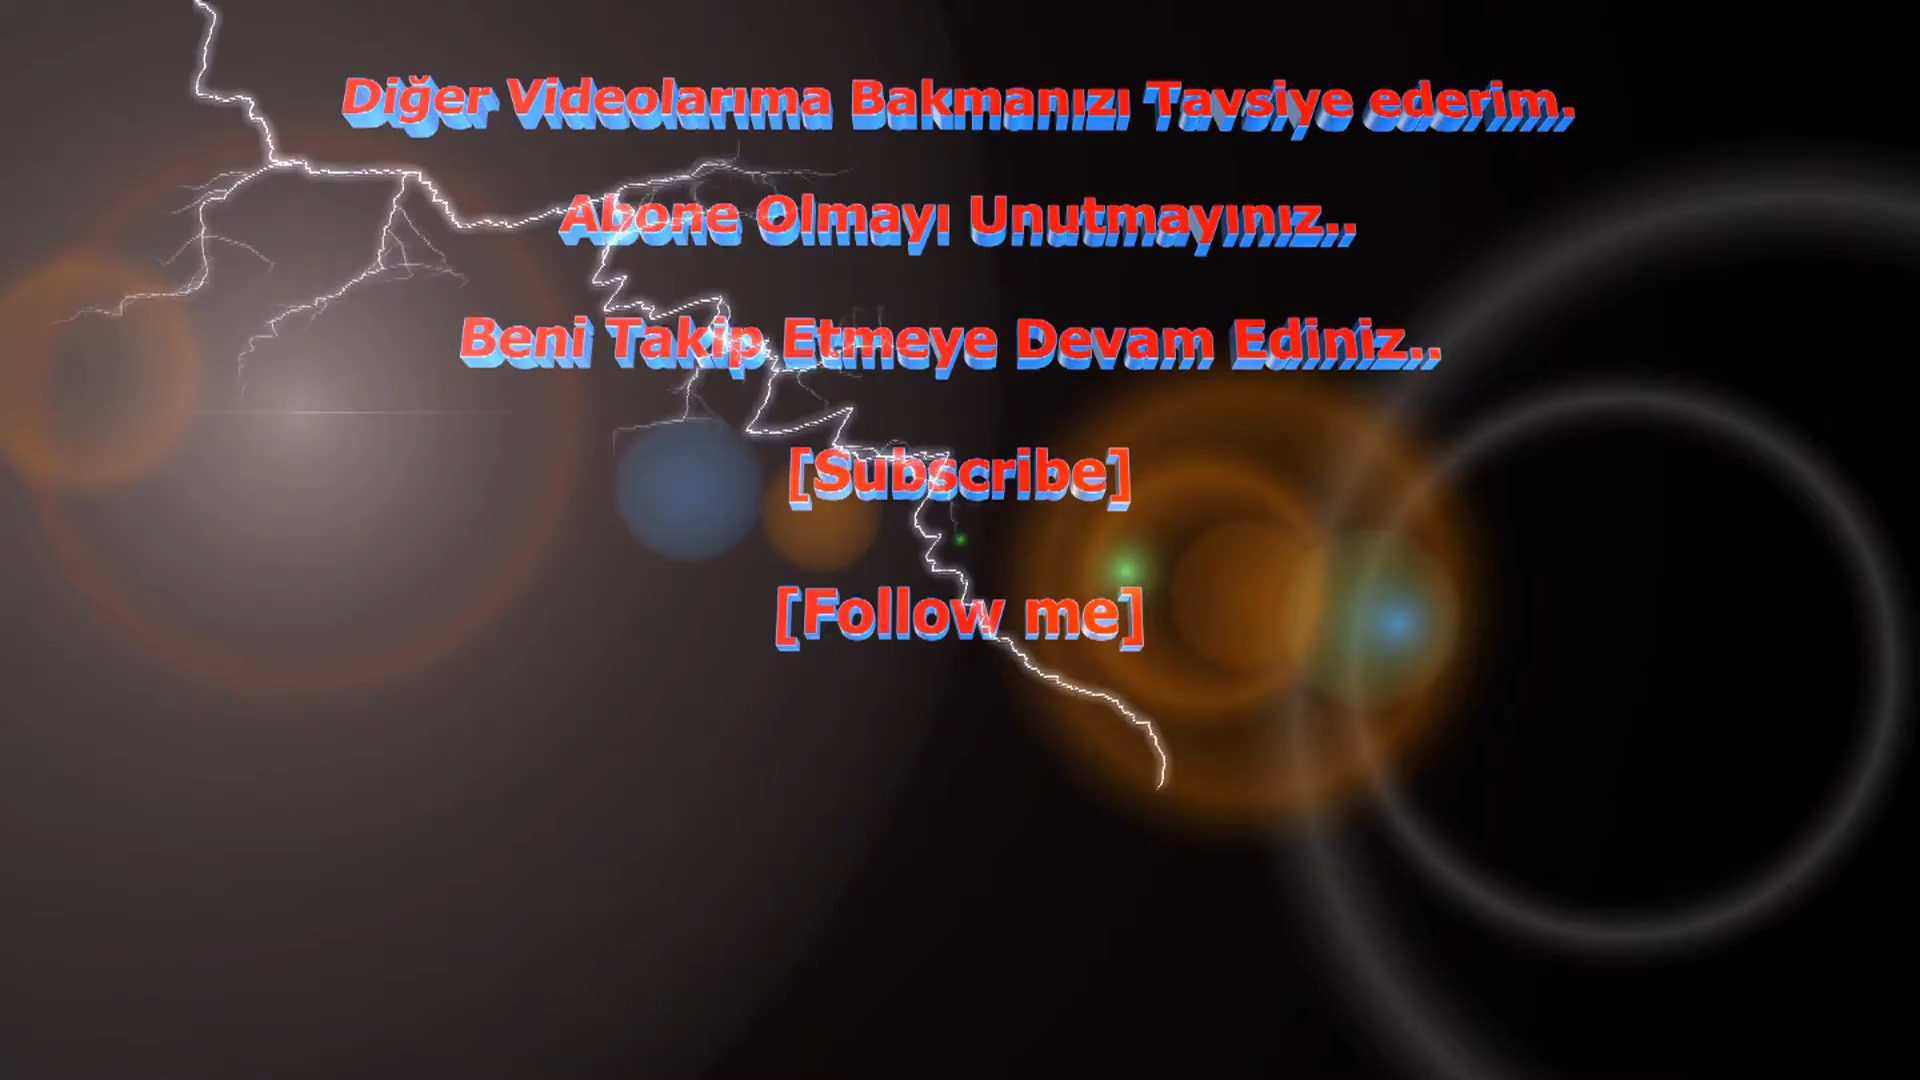 Diğer Videolarıma Bakmanızı Tavsiye ederim.
Abone Olmayı Unutmayınız..
Beni Takip Etmeye Devam Ediniz..
[Subscribe]
[Follow me]